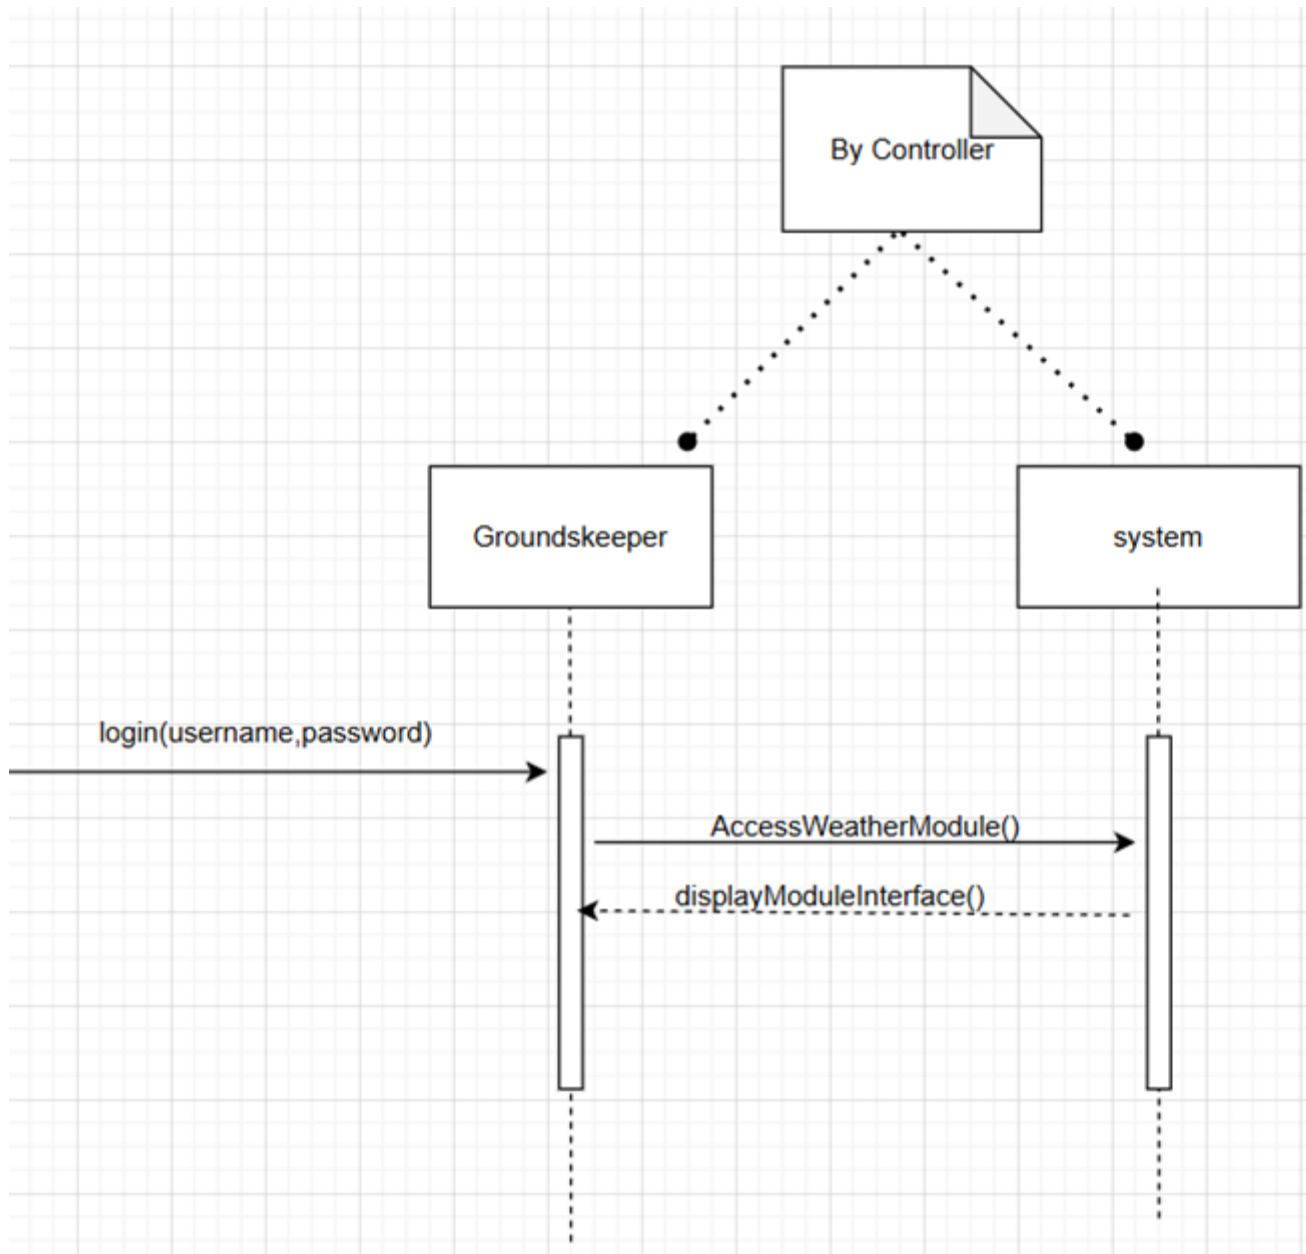 By Controller
Groundskeeper
system
login(username,password)
AccessWeatherModule()
displayModuleInterface()